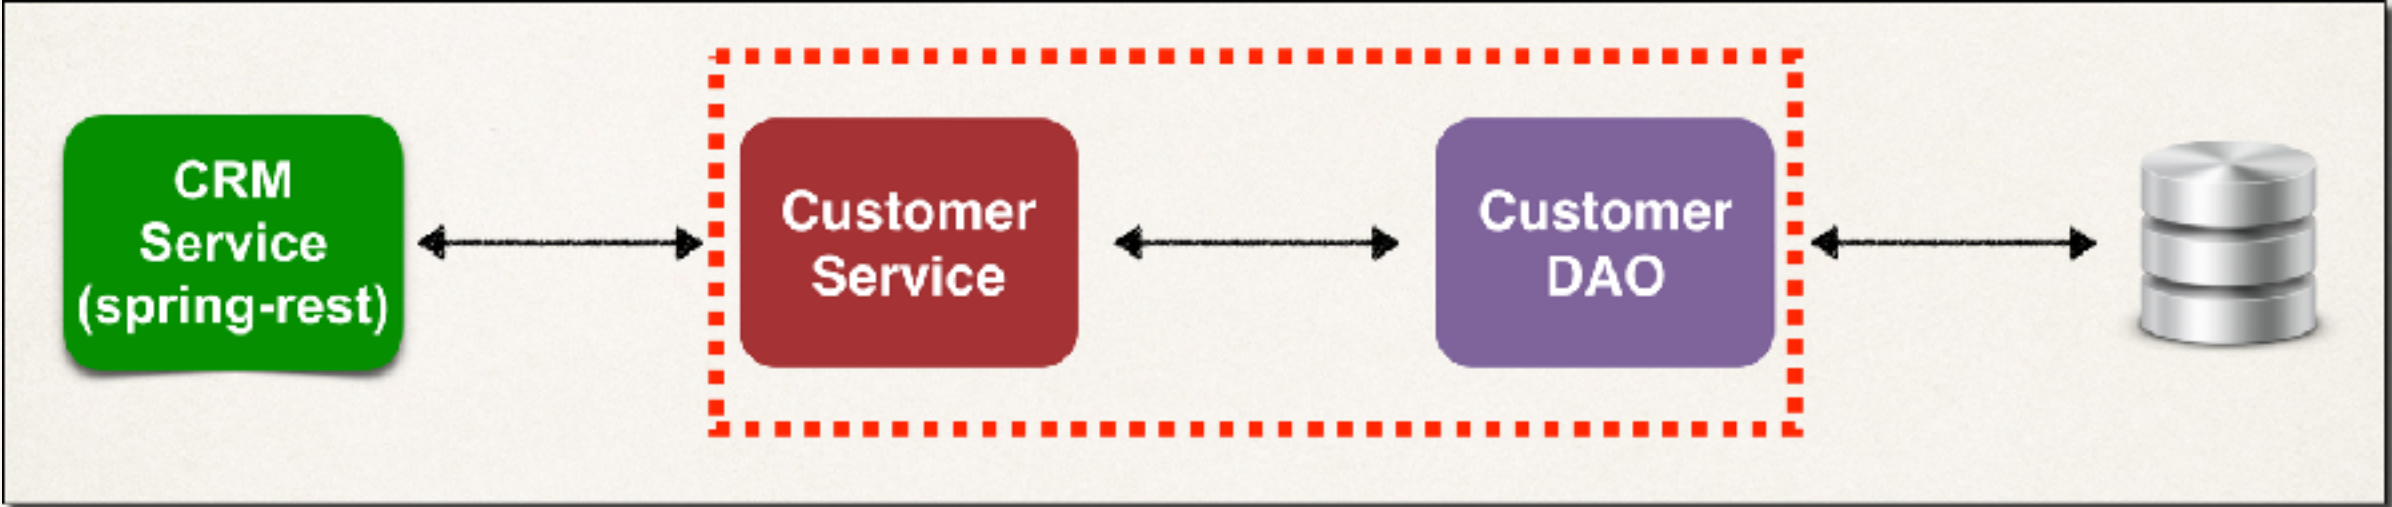 CRM
Service
(spring-rest)
Customer
Service
Customer
DAO